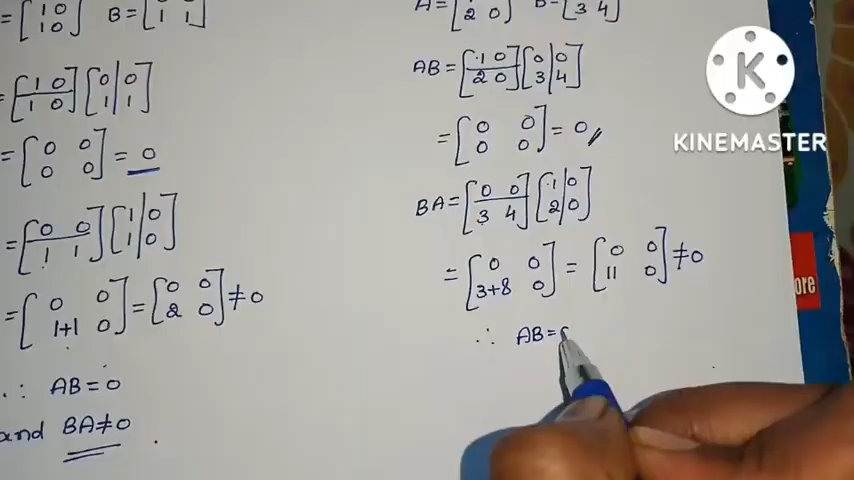 = [1 0 1 0] B = [ 1 1]
= [1 0 1 0] [0 0 1 1]
= [0 0 0 0] = 0
= [0 0 1 1] [1 0 1 0]
= [0 0 1+1 0] = [0 0 2 0] ≠ 0
∴ AB = 0
and BA ≠ 0
A = [ 2 0] B = [ 3 4]
AB = [1 0 2 0] [0 0 3 4]
= [0 0 0 0] = 0
BA = [0 0 3 4] [1 0 2 0]
= [0 0 3+8 0] = [0 0 11 0] ≠ 0
∴ AB =
KINEMASTER
ore